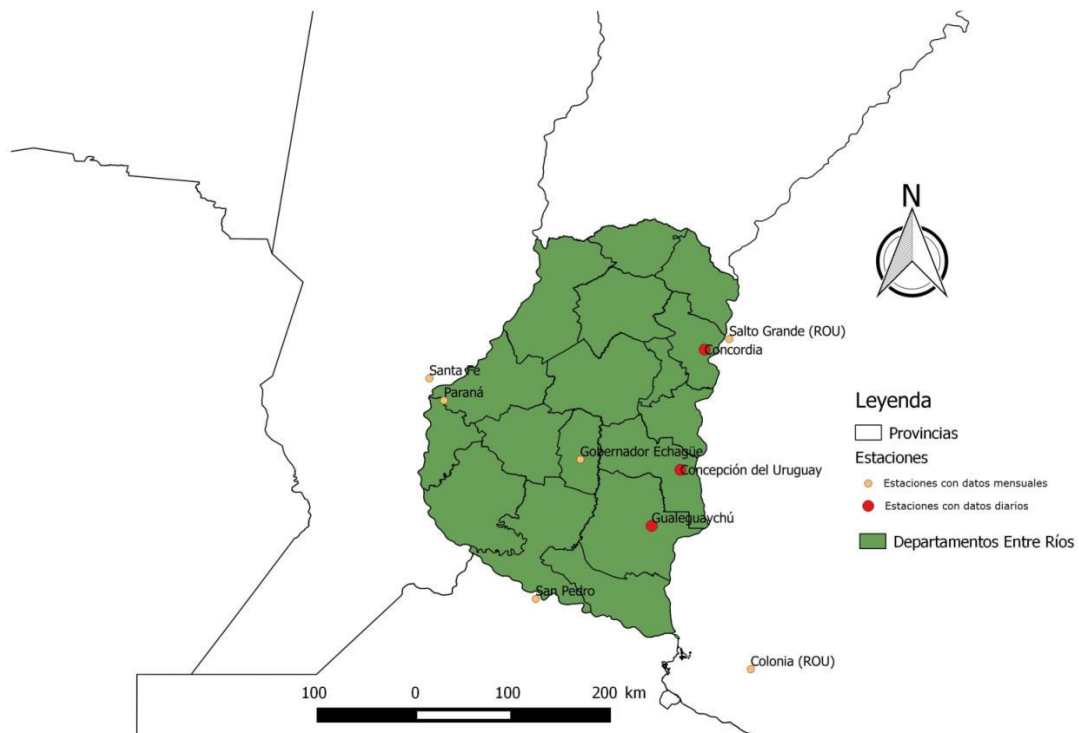 N
Salto Grande (ROU)
Concordia
Santa Fé
Paraná
Gobernador Echagüe
Concepción del Uruguay
Gualeguaychú
San Pedro
Colonia (ROU)
Leyenda
Provincias
Estaciones
Estaciones con datos mensuales
Estaciones con datos diarios
Departamentos Entre Ríos
100 0 100 200 km